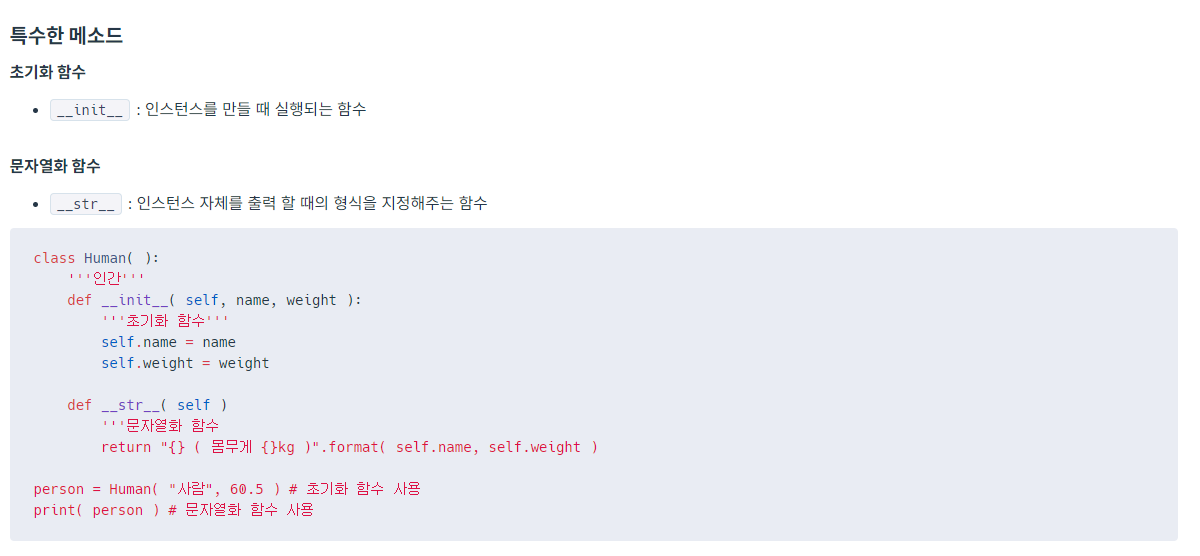 특수한 메소드
초기화 함수
• __init__ : 인스턴스를 만들 때 실행되는 함수
문자열화 함수
• __str__ : 인스턴스 자체를 출력 할 때의 형식을 지정해주는 함수
class Human( ):
    '''인간'''
    def __init__( self, name, weight ):
        '''초기화 함수'''
        self.name = name
        self.weight = weight
    def __str__( self )
        '''문자열화 함수
        return "{} ( 몸무게 {}kg )".format( self.name, self.weight )
person = Human( "사람", 60.5 ) # 초기화 함수 사용
print( person ) # 문자열화 함수 사용